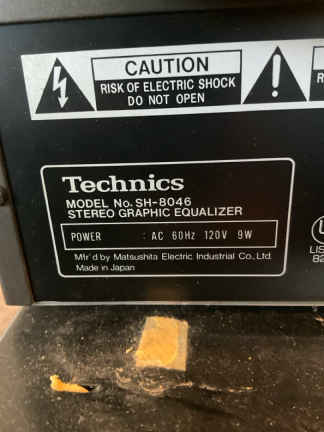 CAUTION
RISK OF ELECTRIC SHOCK
DO NOT OPEN
Technics
MODEL No. SH-8046
STEREO GRAPHIC EQUALIZER
POWER : AC 60Hz 120V 9W
Mfr'd by Matsushita Electric Industrial Co., Ltd.
Made in Japan